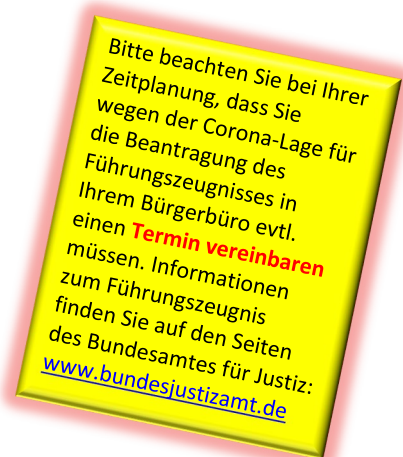 Bitte beachten Sie bei Ihrer
Zeitplanung, dass Sie
wegen der Corona-Lage für
die Beantragung des
Führungszeugnisses in
Ihrem Bürgerbüro evtl.
einen Termin vereinbaren
müssen. Informationen
zum Führungszeugnis
finden Sie auf den Seiten
des Bundesamtes für Justiz:
www.bundesjustizamt.de